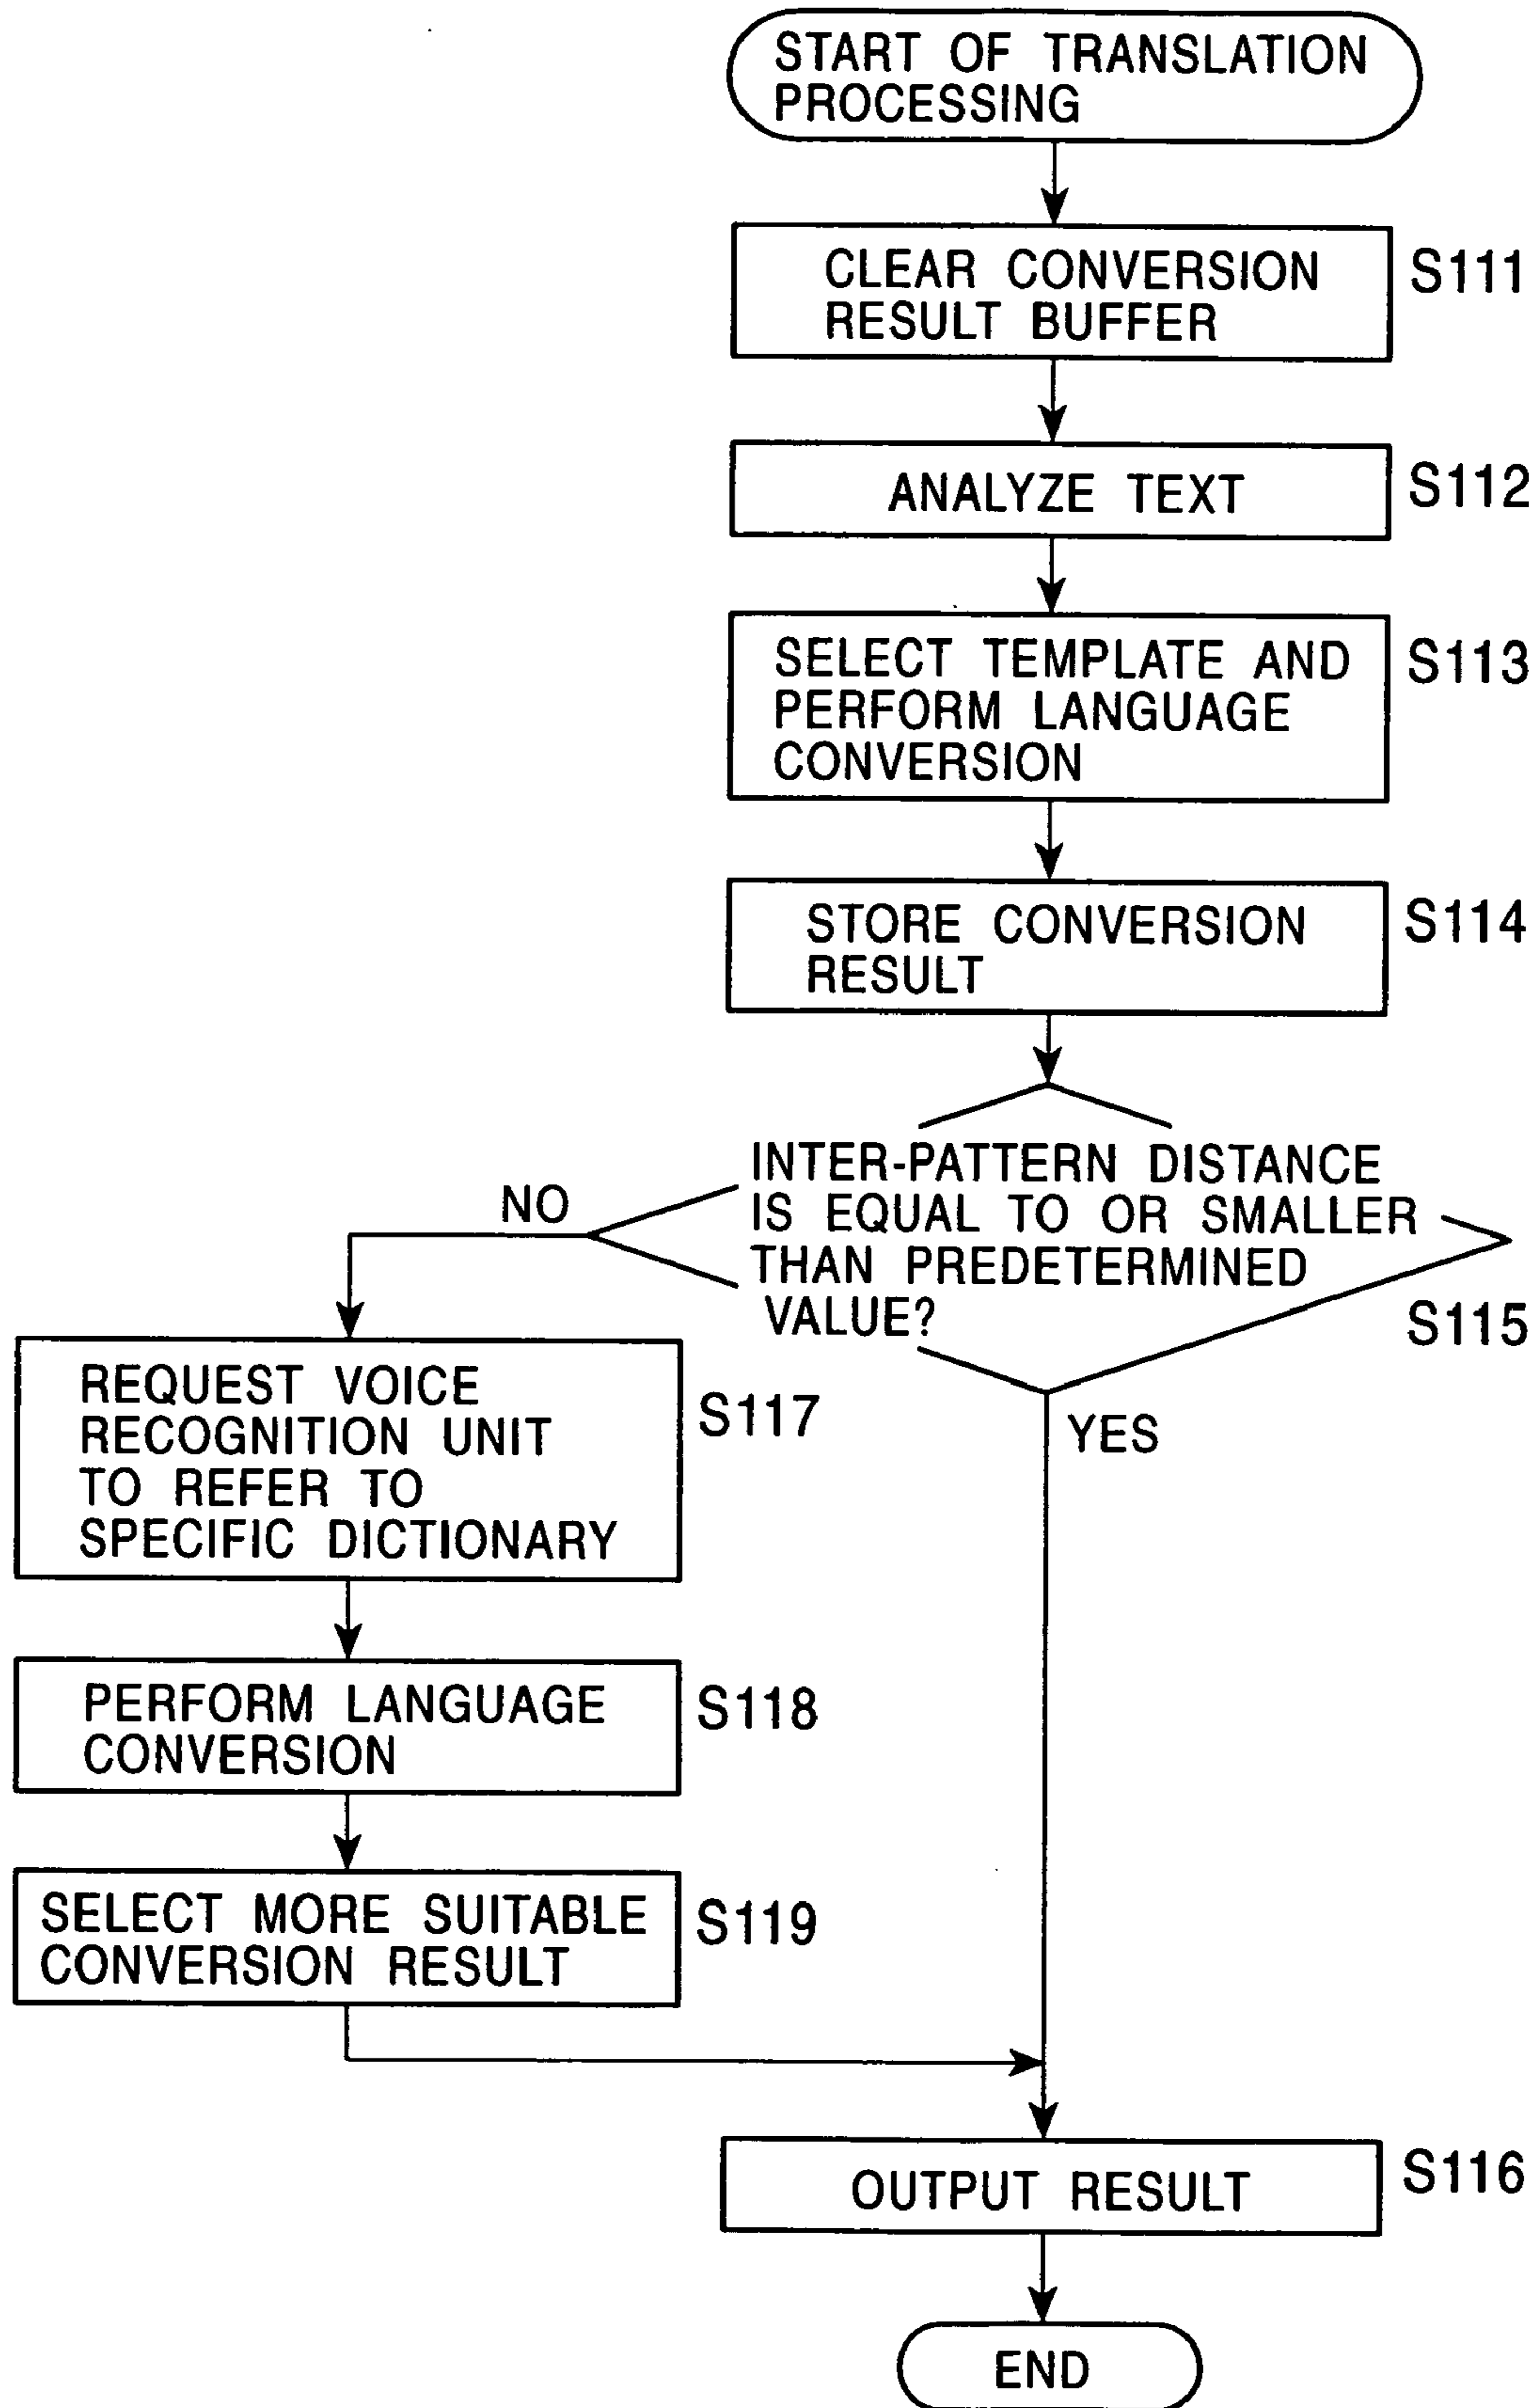 START OF TRANSLATION
PROCESSING
CLEAR CONVERSION
RESULT BUFFER
S111
ANALYZE TEXT
S112
SELECT TEMPLATE AND
PERFORM LANGUAGE
CONVERSION
S113
STORE CONVERSION
RESULT
S114
INTER-PATTERN DISTANCE
IS EQUAL TO OR SMALLER
THAN PREDETERMINED
VALUE?
S115
NO
YES
REQUEST VOICE
RECOGNITION UNIT
TO REFER TO
SPECIFIC DICTIONARY
S117
PERFORM LANGUAGE
CONVERSION
S118
SELECT MORE SUITABLE
CONVERSION RESULT
S119
OUTPUT RESULT
S116
END